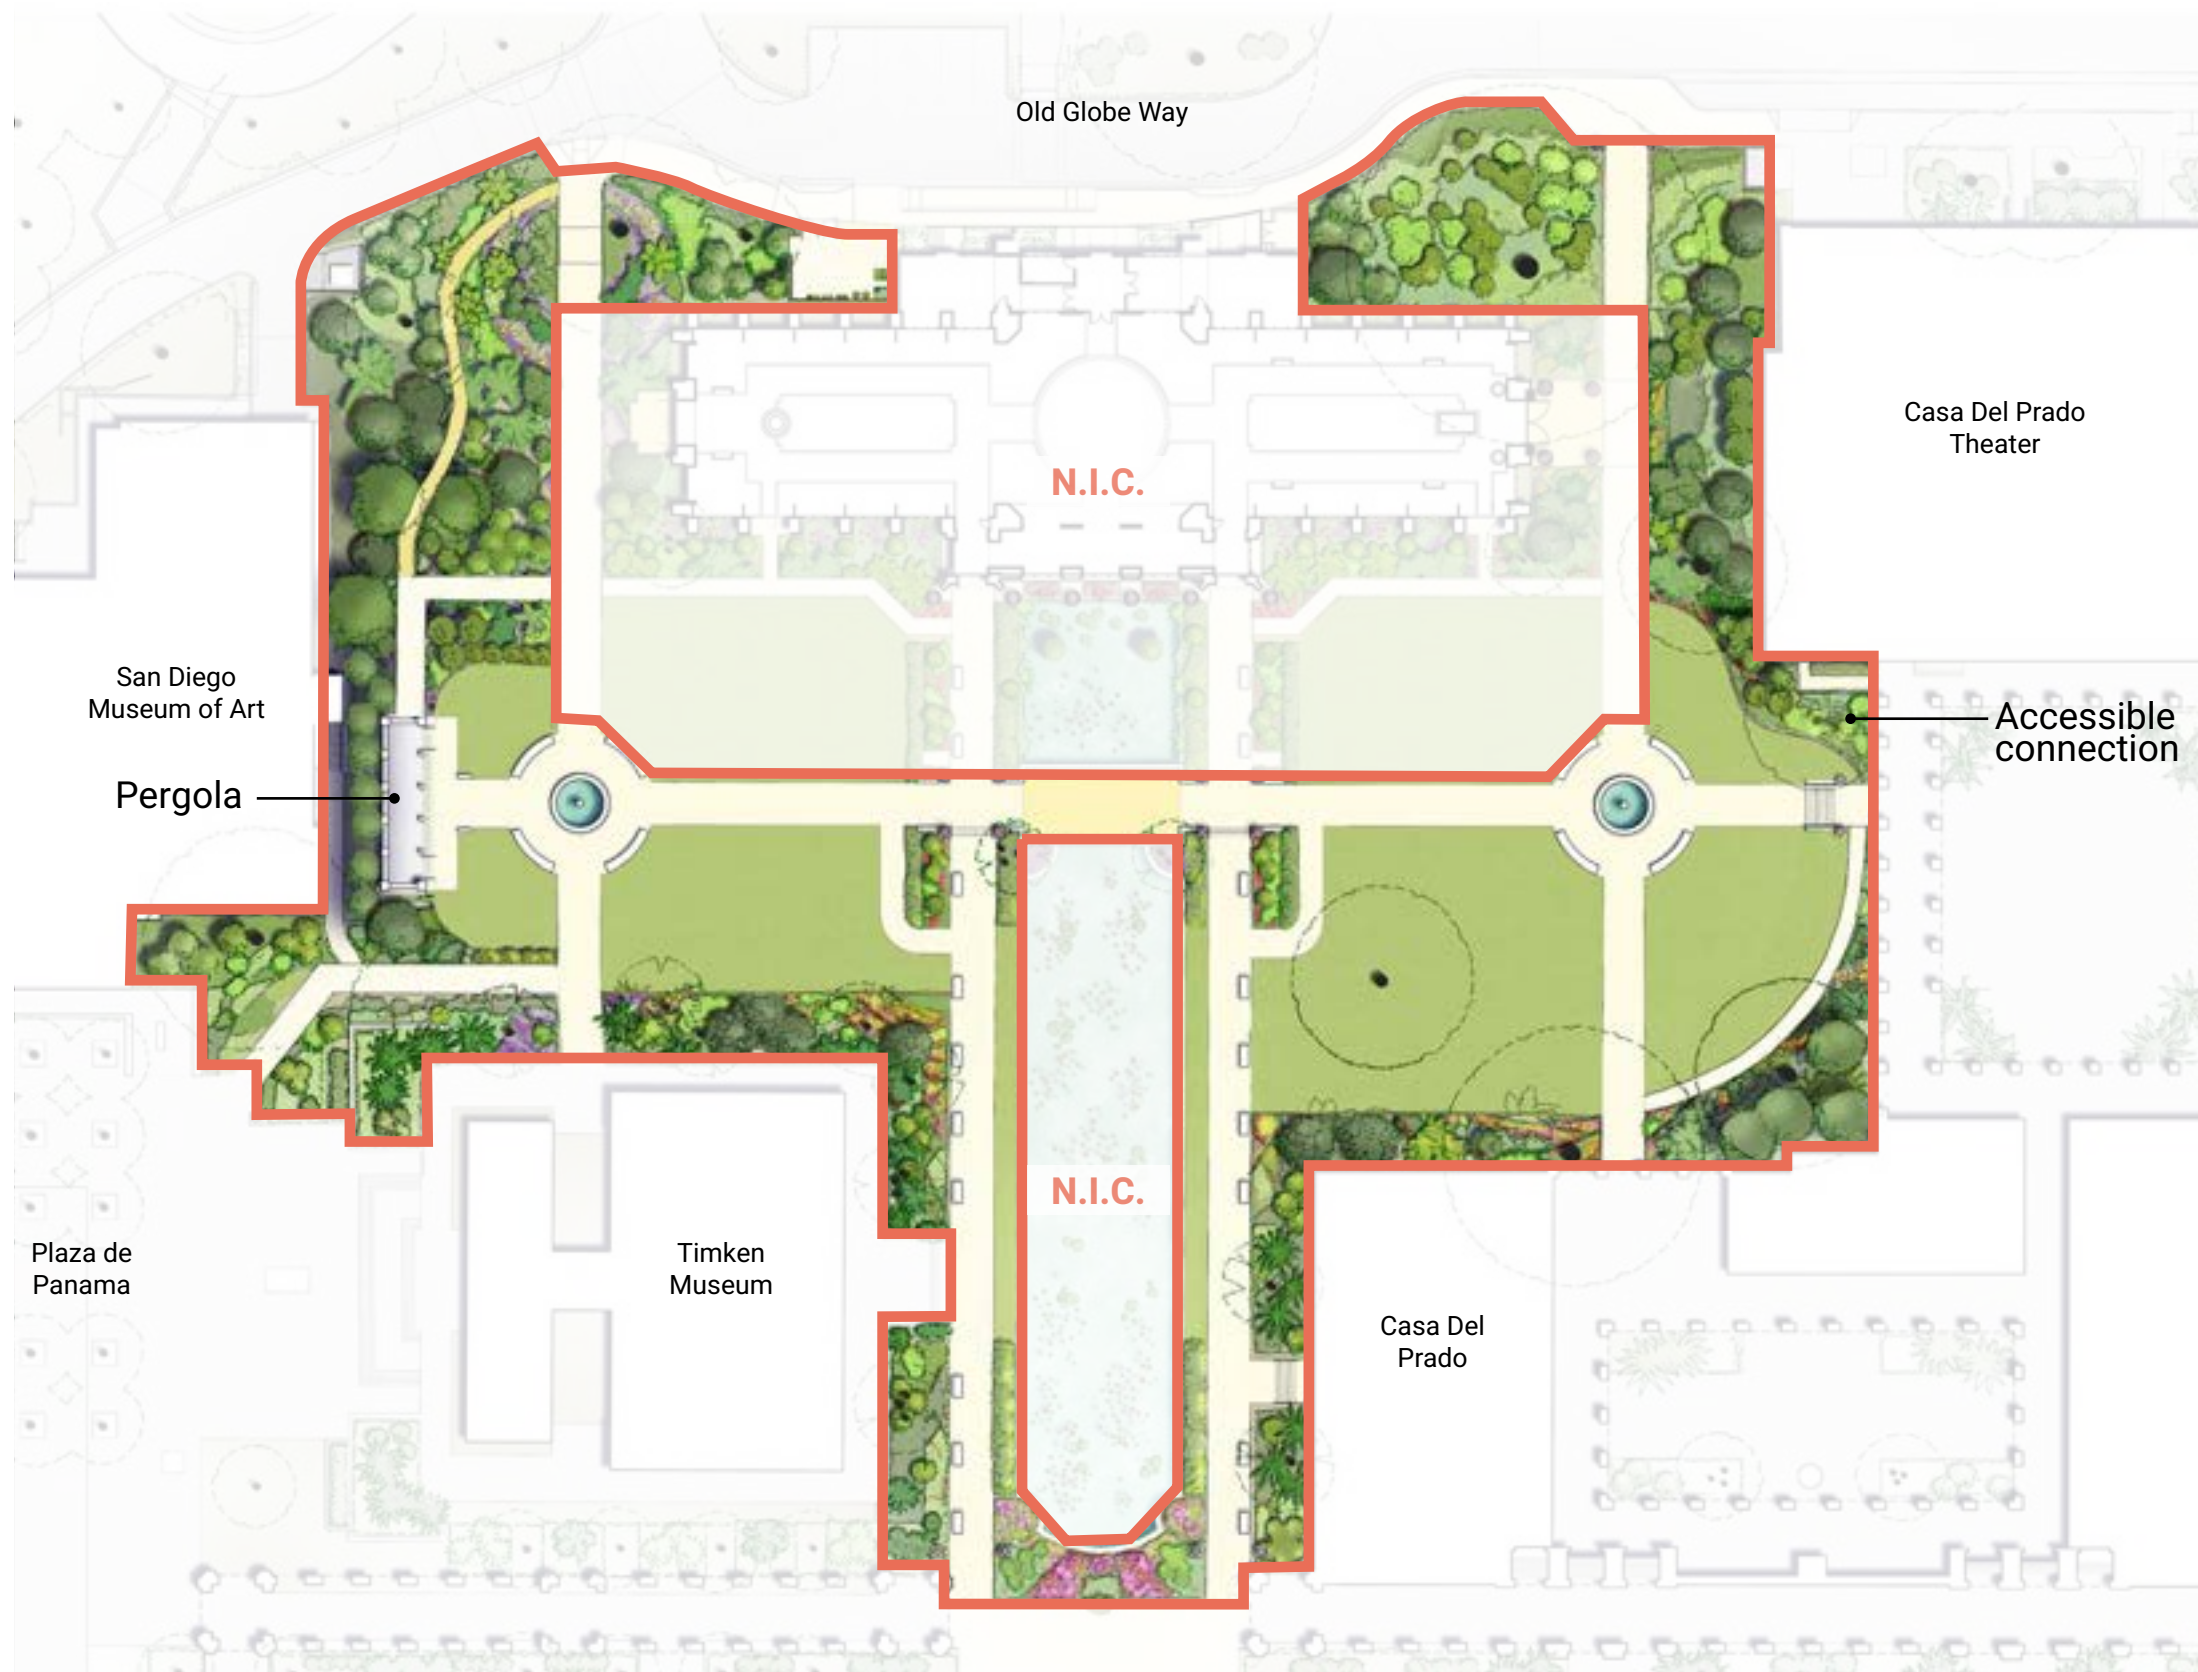 Old Globe Way
Casa Del Prado
Theater
N.I.C.
San Diego
Museum of Art
Accessible
connection
Pergola
N.I.C.
Plaza de
Panama
Timken
Museum
Casa Del
Prado